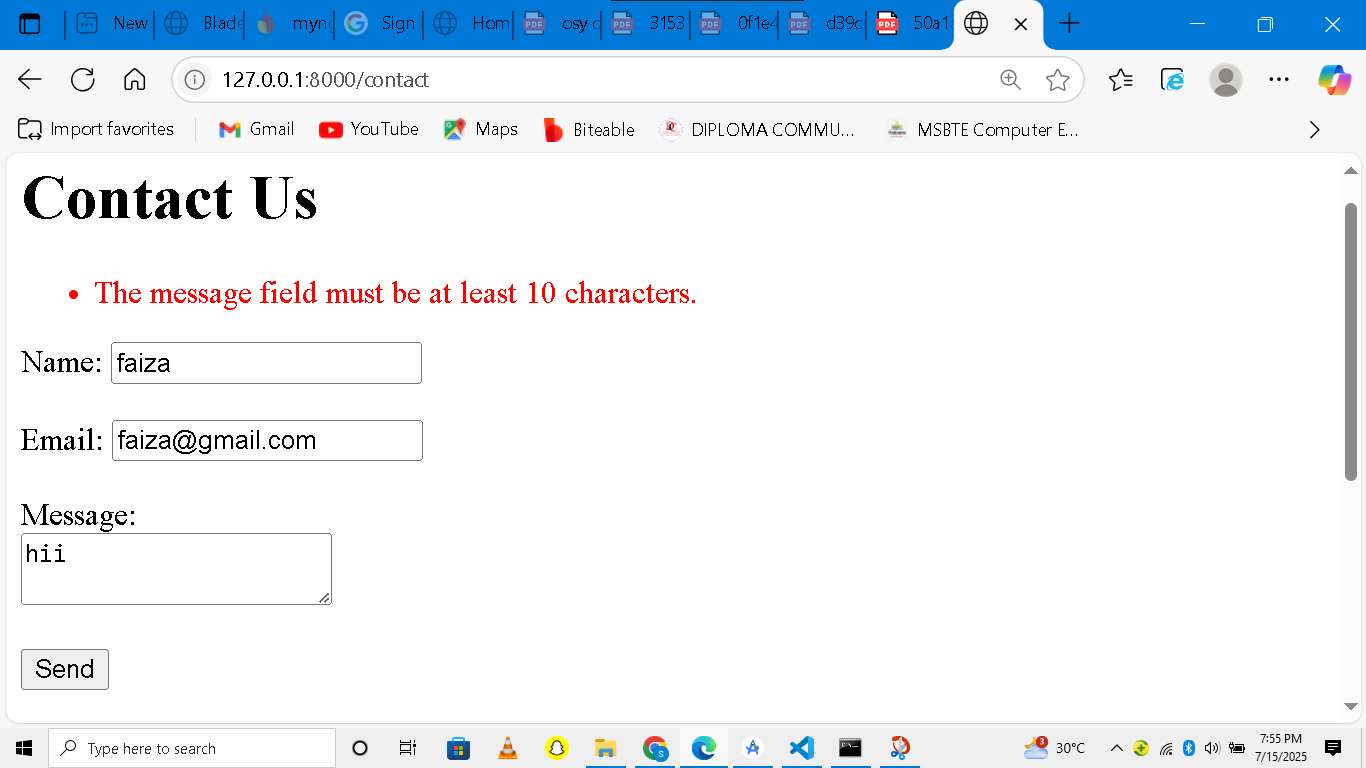 New
Blade
myn
Sign
Hom
osy
3153
0f1e4
d39c
50a1
127.0.0.1:8000/contact
Import favorites
Gmail
YouTube
Maps
Biteable
DIPLOMA COMMU...
MSBTE Computer E...
Contact Us
The message field must be at least 10 characters.
Name: faiza
Email: faiza@gmail.com
Message:
hii
Send
Type here to search
3
30°C
7:55 PM
7/15/2025